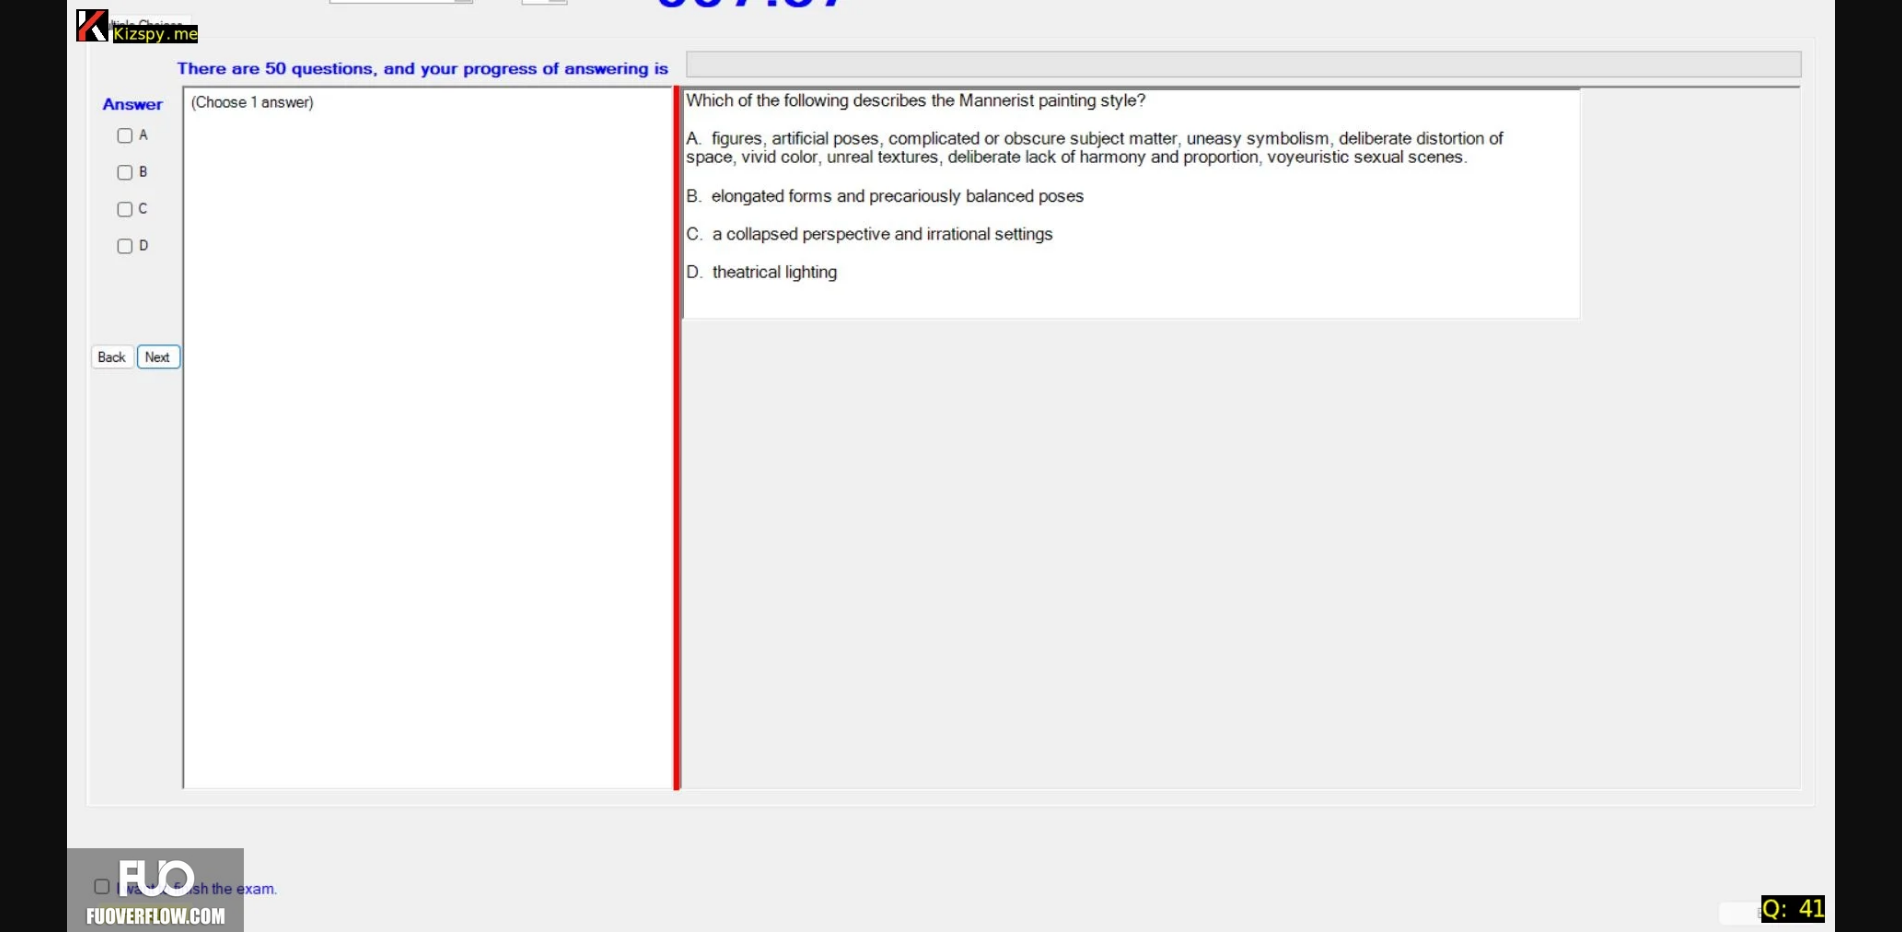 Kizspy.me
There are 50 questions, and your progress of answering is
Answer
(Choose 1 answer)
A
B
C
D
Back
Next
Which of the following describes the Mannerist painting style?
A. figures, artificial poses, complicated or obscure subject matter, uneasy symbolism, deliberate distortion of
space, vivid color, unreal textures, deliberate lack of harmony and proportion, voyeuristic sexual scenes.
B. elongated forms and precariously balanced poses
C. a collapsed perspective and irrational settings
D. theatrical lighting
FUO
the exam.
FUOVERFLOW.COM
Q: 41